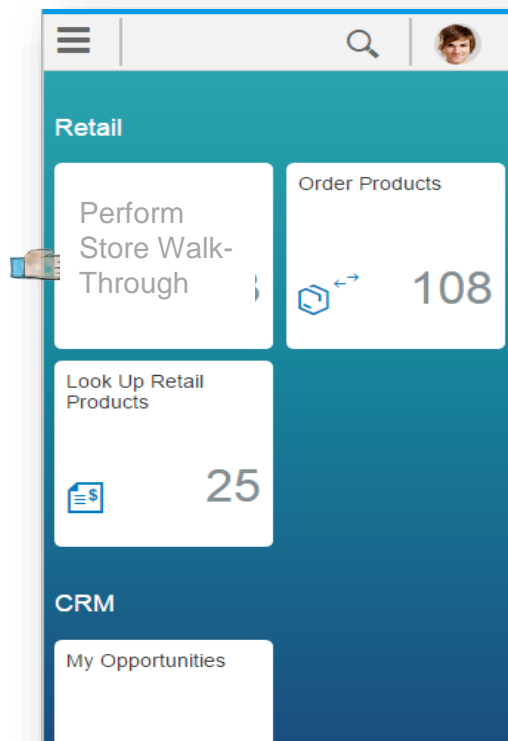 Retail
Perform
Store Walk-
Through
Order Products
108
Look Up Retail
Products
$
25
CRM
My Opportunities